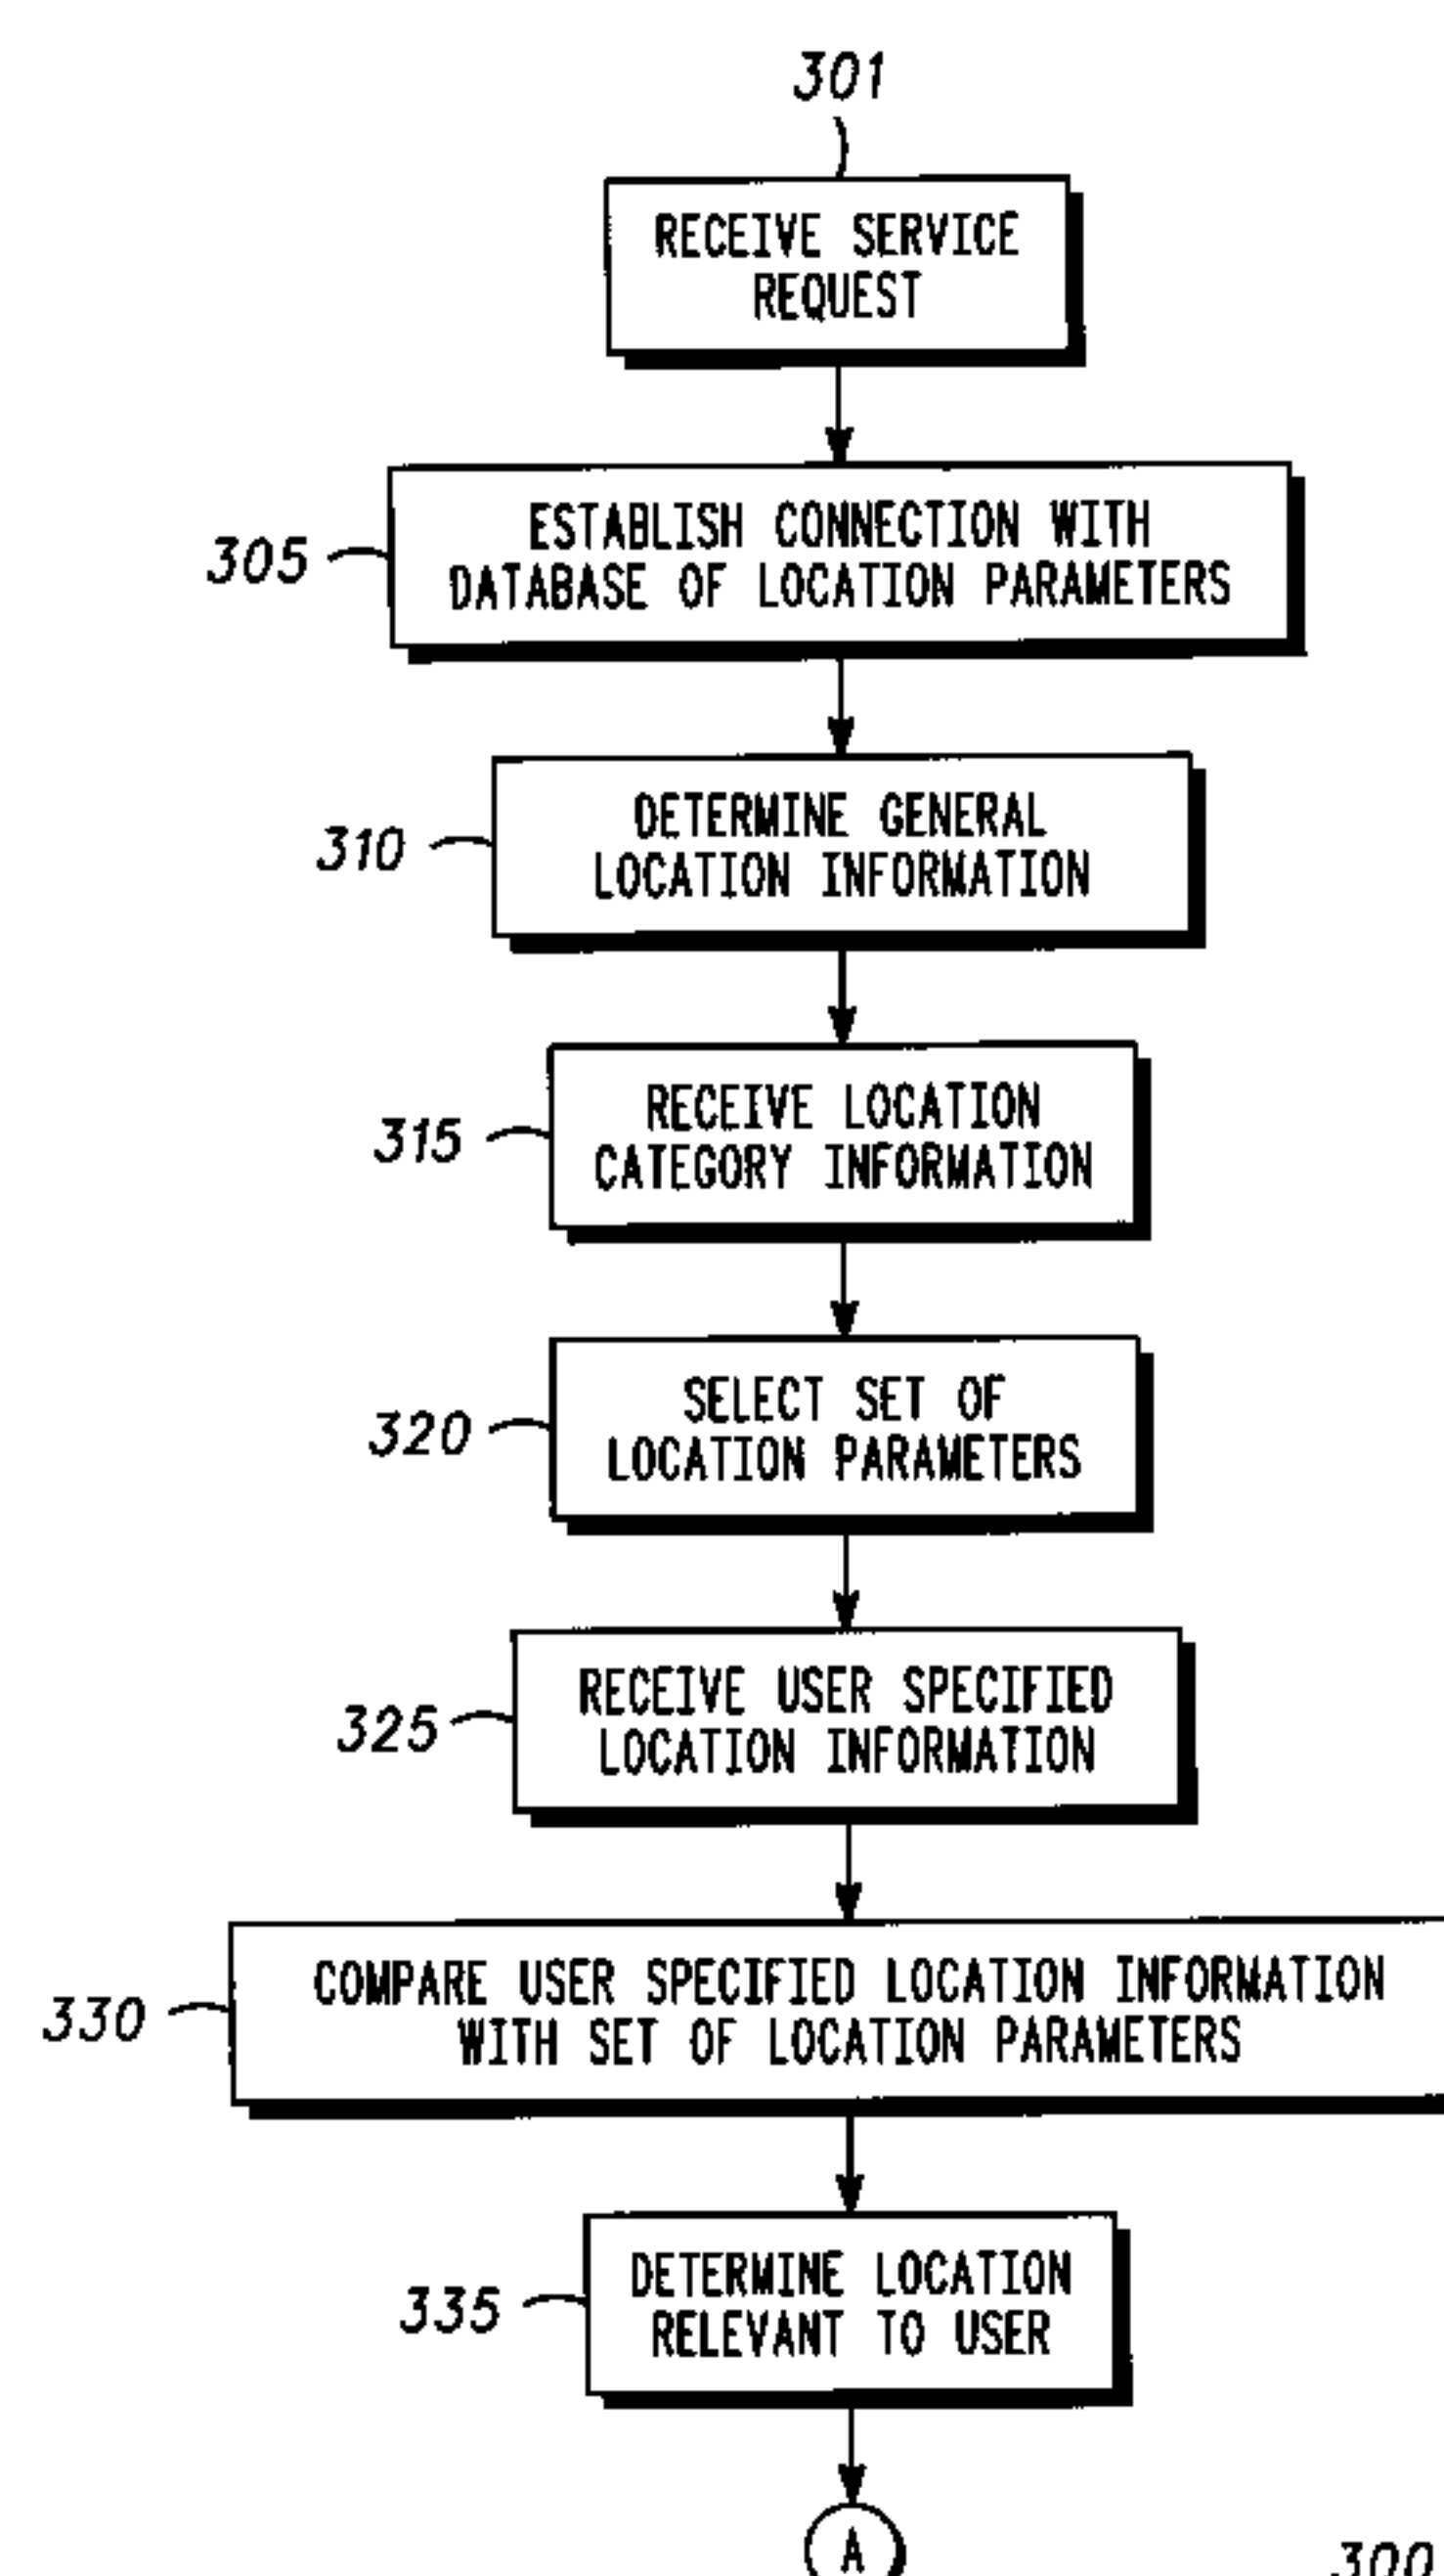 301
RECEIVE SERVICE
REQUEST
305
ESTABLISH CONNECTION WITH
DATABASE OF LOCATION PARAMETERS
310
DETERMINE GENERAL
LOCATION INFORMATION
315
RECEIVE LOCATION
CATEGORY INFORMATION
320
SELECT SET OF
LOCATION PARAMETERS
325
RECEIVE USER SPECIFIED
LOCATION INFORMATION
330
COMPARE USER SPECIFIED LOCATION INFORMATION
WITH SET OF LOCATION PARAMETERS
335
DETERMINE LOCATION
RELEVANT TO USER
A
300